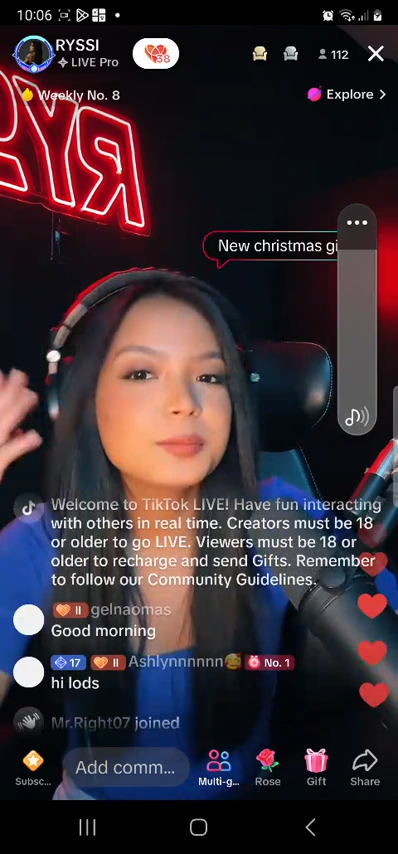 10:06
RYSSI
LIVE Pro
38
112
Weekly No. 8
Explore
RYS
New christmas gi
Welcome to TikTok LIVE! Have fun interacting
with others in real time. Creators must be 18
or older to go LIVE. Viewers must be 18 or
older to recharge and send Gifts. Remember
to follow our Community Guidelines.
II gelnaomas
Good morning
17 II Ashlynnnnnn🥰 No. 1
hi lods
Mr.Right07 joined
Add comm...
Subsc...
Multi-g...
Rose
Gift
Share